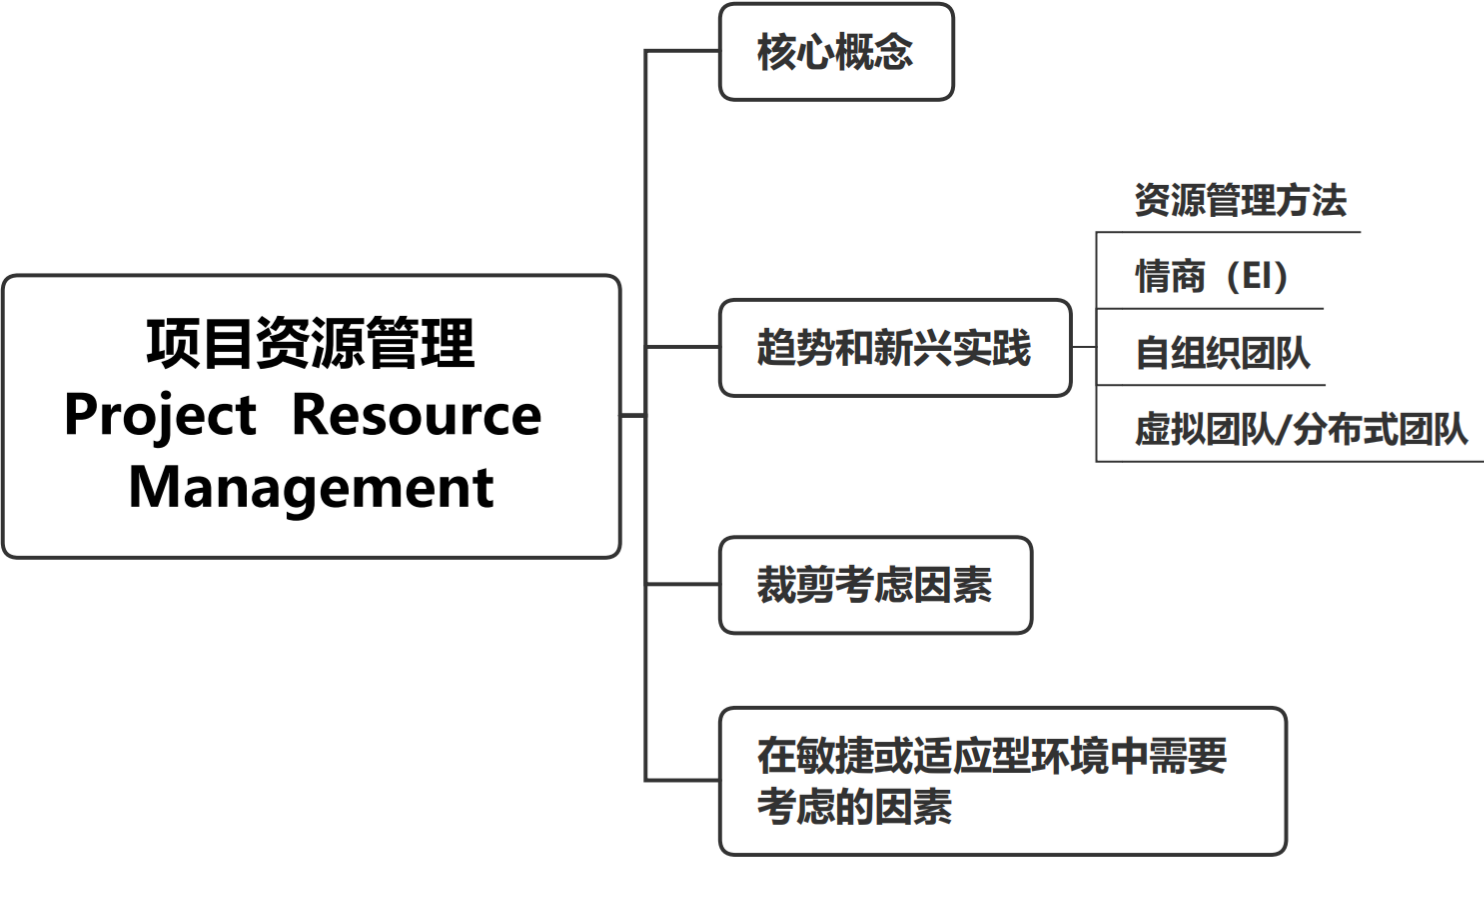 项目资源管理
Project Resource
Management
核心概念
趋势和新兴实践
资源管理方法
情商（EI）
自组织团队
虚拟团队/分布式团队
裁剪考虑因素
在敏捷或适应型环境中需要
考虑的因素